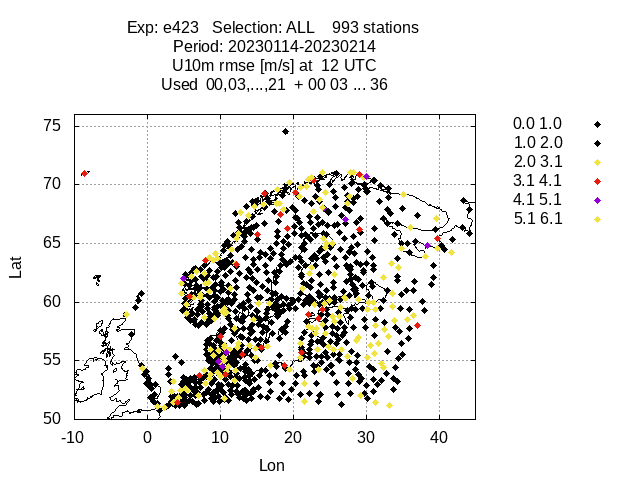 Exp: e423   Selection: ALL    993 stations
Period: 20230114-20230214
U10m rmse [m/s] at  12 UTC
Used  00,03,...,21  + 00 03 ... 36
0.0 1.0
1.0 2.0
2.0 3.1
3.1 4.1
4.1 5.1
5.1 6.1
75
70
65
60
55
50
Lat
-10 0 10 20 30 40
Lon